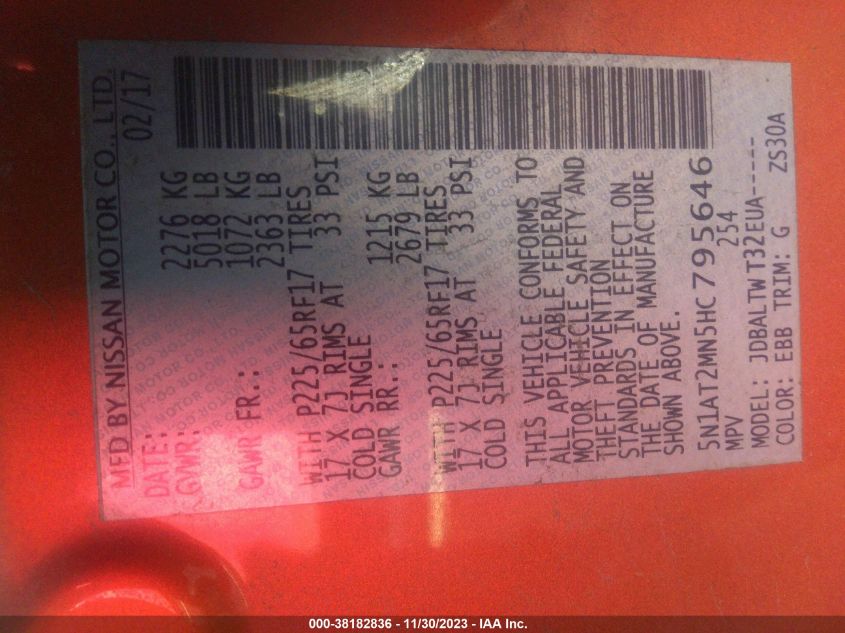 MFD BY NISSAN MOTOR CO., LTD.
DATE: 02/17
GVWR: 2276 KG
5018 LB
GAWR FR.: 1072 KG
2363 LB
WITH P225/65RF17 TIRES
17 X 7J RIMS AT 33 PSI
COLD SINGLE
GAWR RR.: 1215 KG
2679 LB
WITH P225/65RF17 TIRES
17 X 7J RIMS AT 33 PSI
COLD SINGLE
THIS VEHICLE CONFORMS TO
ALL APPLICABLE FEDERAL
MOTOR VEHICLE SAFETY AND
THEFT PREVENTION
STANDARDS IN EFFECT ON
THE DATE OF MANUFACTURE
SHOWN ABOVE.
5N1AT2MN5HC795646
MPV 254
MODEL: JDBALTWT32EUA-----
COLOR: EBB TRIM: G ZS30A
000-38182836 - 11/30/2023 - IAA Inc.